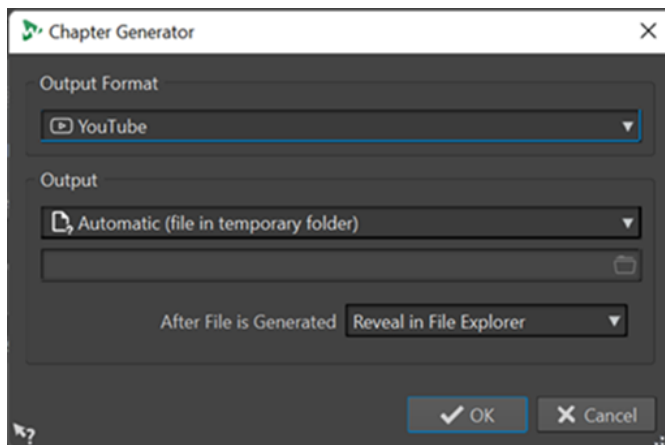 Chapter Generator
Output Format
YouTube
Output
Automatic (file in temporary folder)
After File is Generated Reveal in File Explorer
OK Cancel